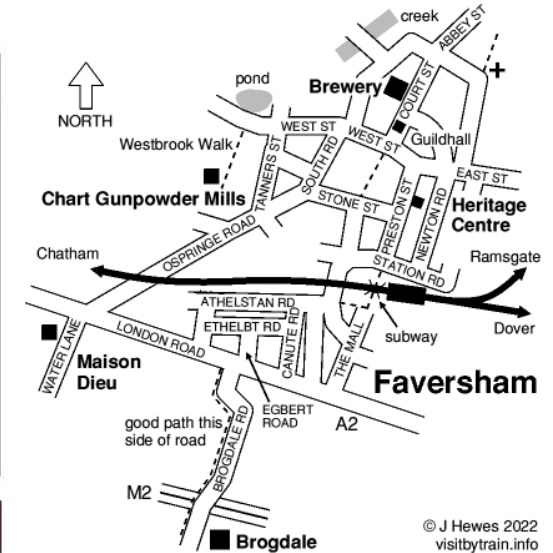 creek
ABBEY ST
pond
Brewery
COURT ST
NORTH
WEST ST
WEST ST
Guildhall
Westbrook Walk
TANNERS ST
SOUTH RD
EAST ST
Chart Gunpowder Mills
STONE ST
PRESTON ST
NEWTON RD
Heritage
Centre
OSPRINGE ROAD
Chatham
STATION RD
Ramsgate
ATHELSTAN RD
ETHELBT RD
CANUTE RD
THE MALL
subway
Dover
LONDON ROAD
WATER LANE
Maison
Dieu
Faversham
EGBERT
ROAD
good path this
side of road
A2
BROGDALE RD
M2
Brogdale
© J Hewes 2022
visitbytrain.info